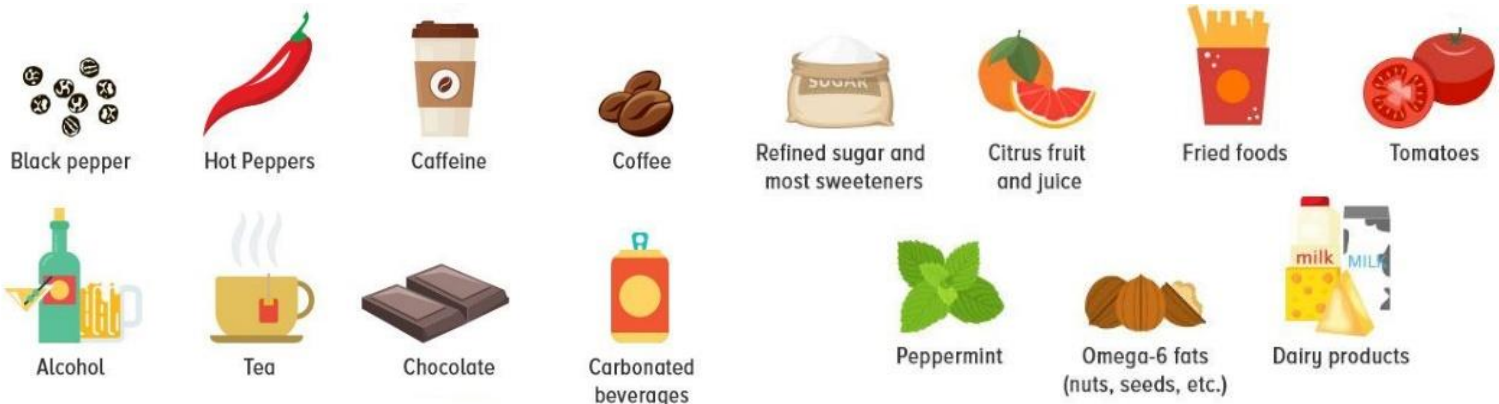 SUGAR
Black pepper
Hot Peppers
Caffeine
Coffee
Refined sugar and
most sweeteners
Citrus fruit
and juice
Fried foods
Tomatoes
milk
MILK
Alcohol
Tea
Chocolate
Carbonated
beverages
Peppermint
Omega-6 fats
(nuts, seeds, etc.)
Dairy products